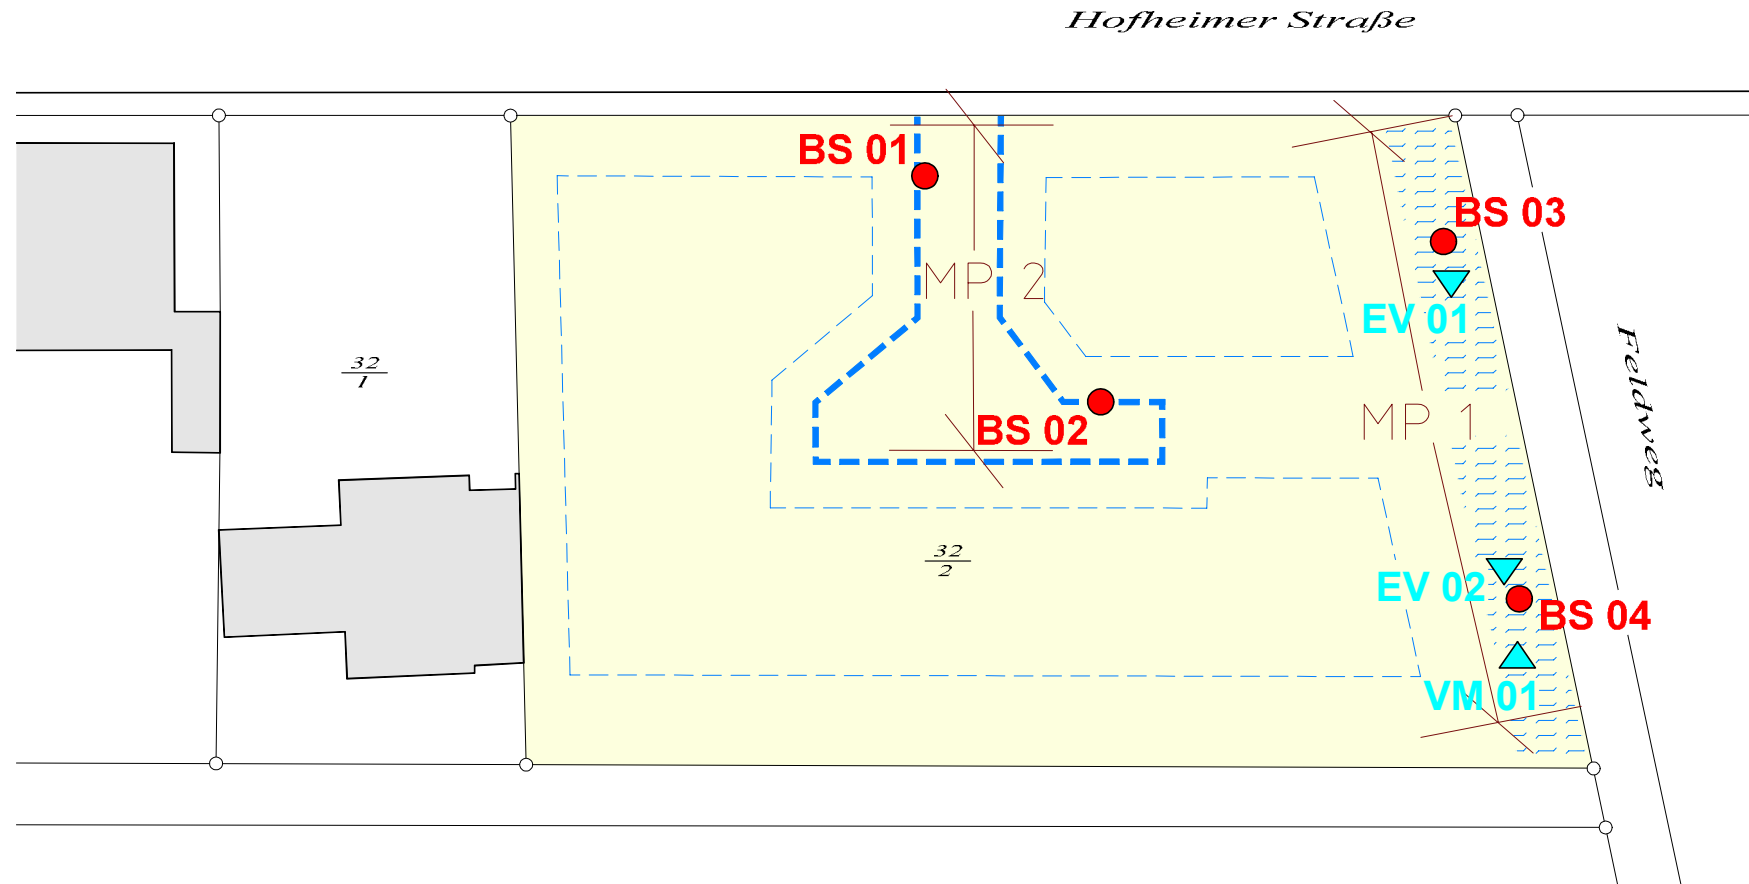 Hofheimer Straße
BS 01
BS 03
MP 2
EV 01
32
1
Feldweg
MP 1
BS 02
32
2
EV 02
BS 04
VM 01